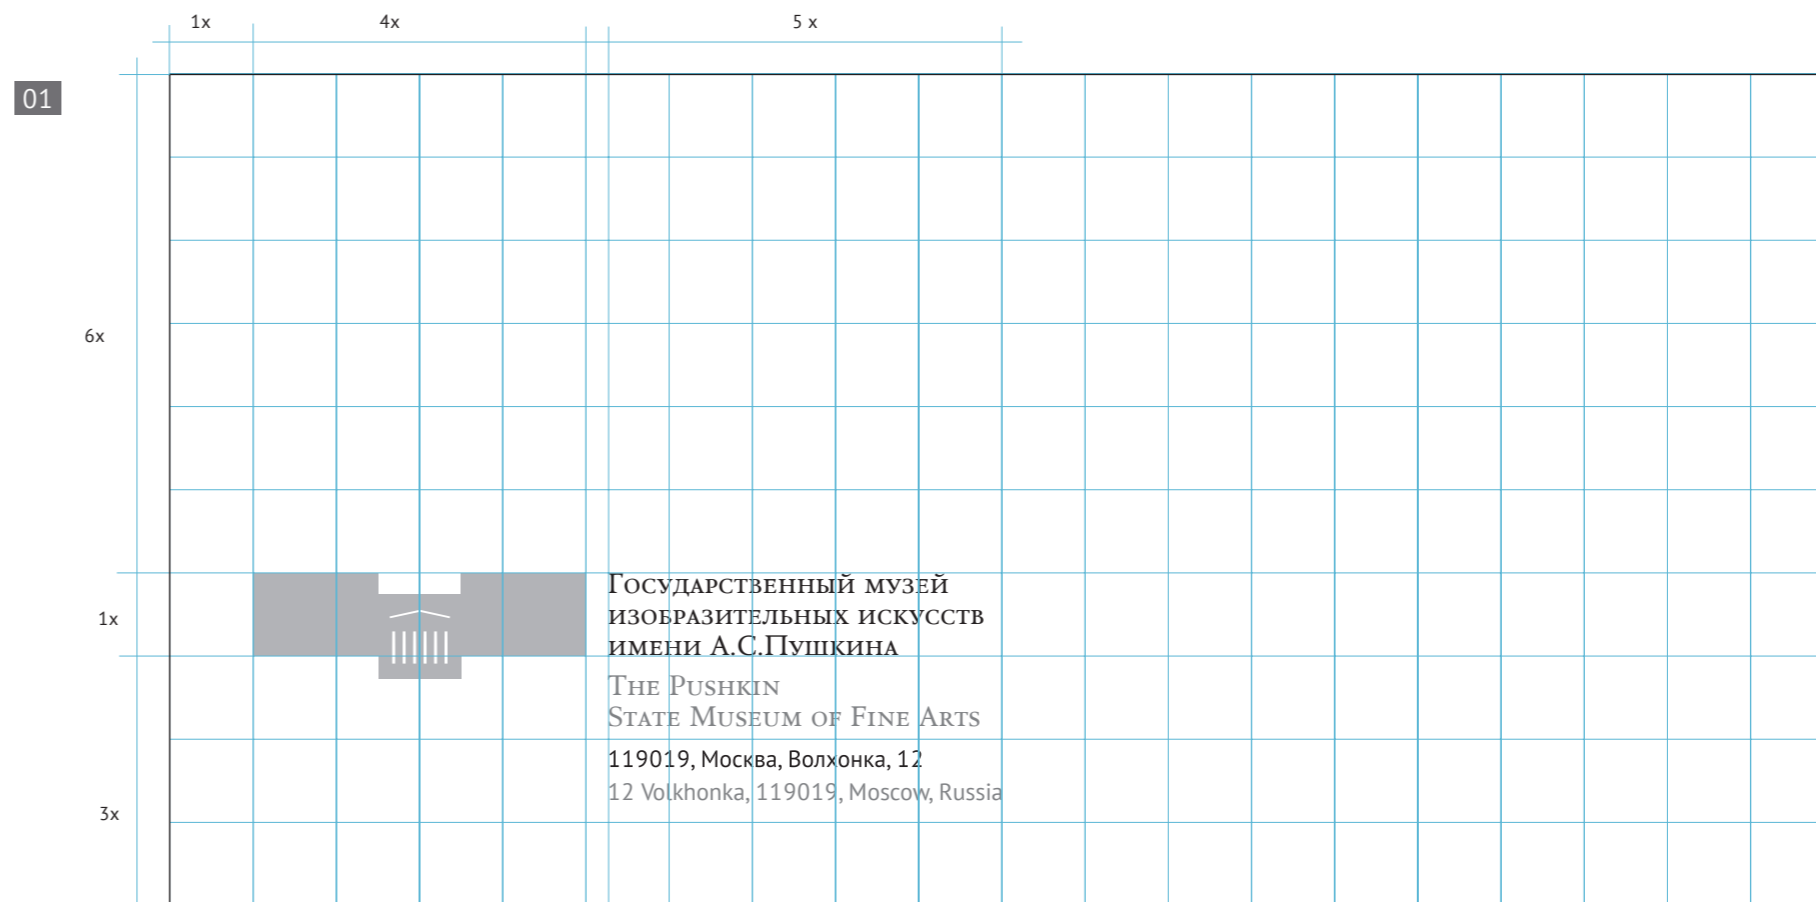 1x
4x
5 x
01
6x
1x
Государственный музей
изобразительных искусств
имени А.С.Пушкина
The Pushkin
State Museum of Fine Arts
119019, Москва, Волхонка, 12
12 Volkhonka, 119019, Moscow, Russia
3x